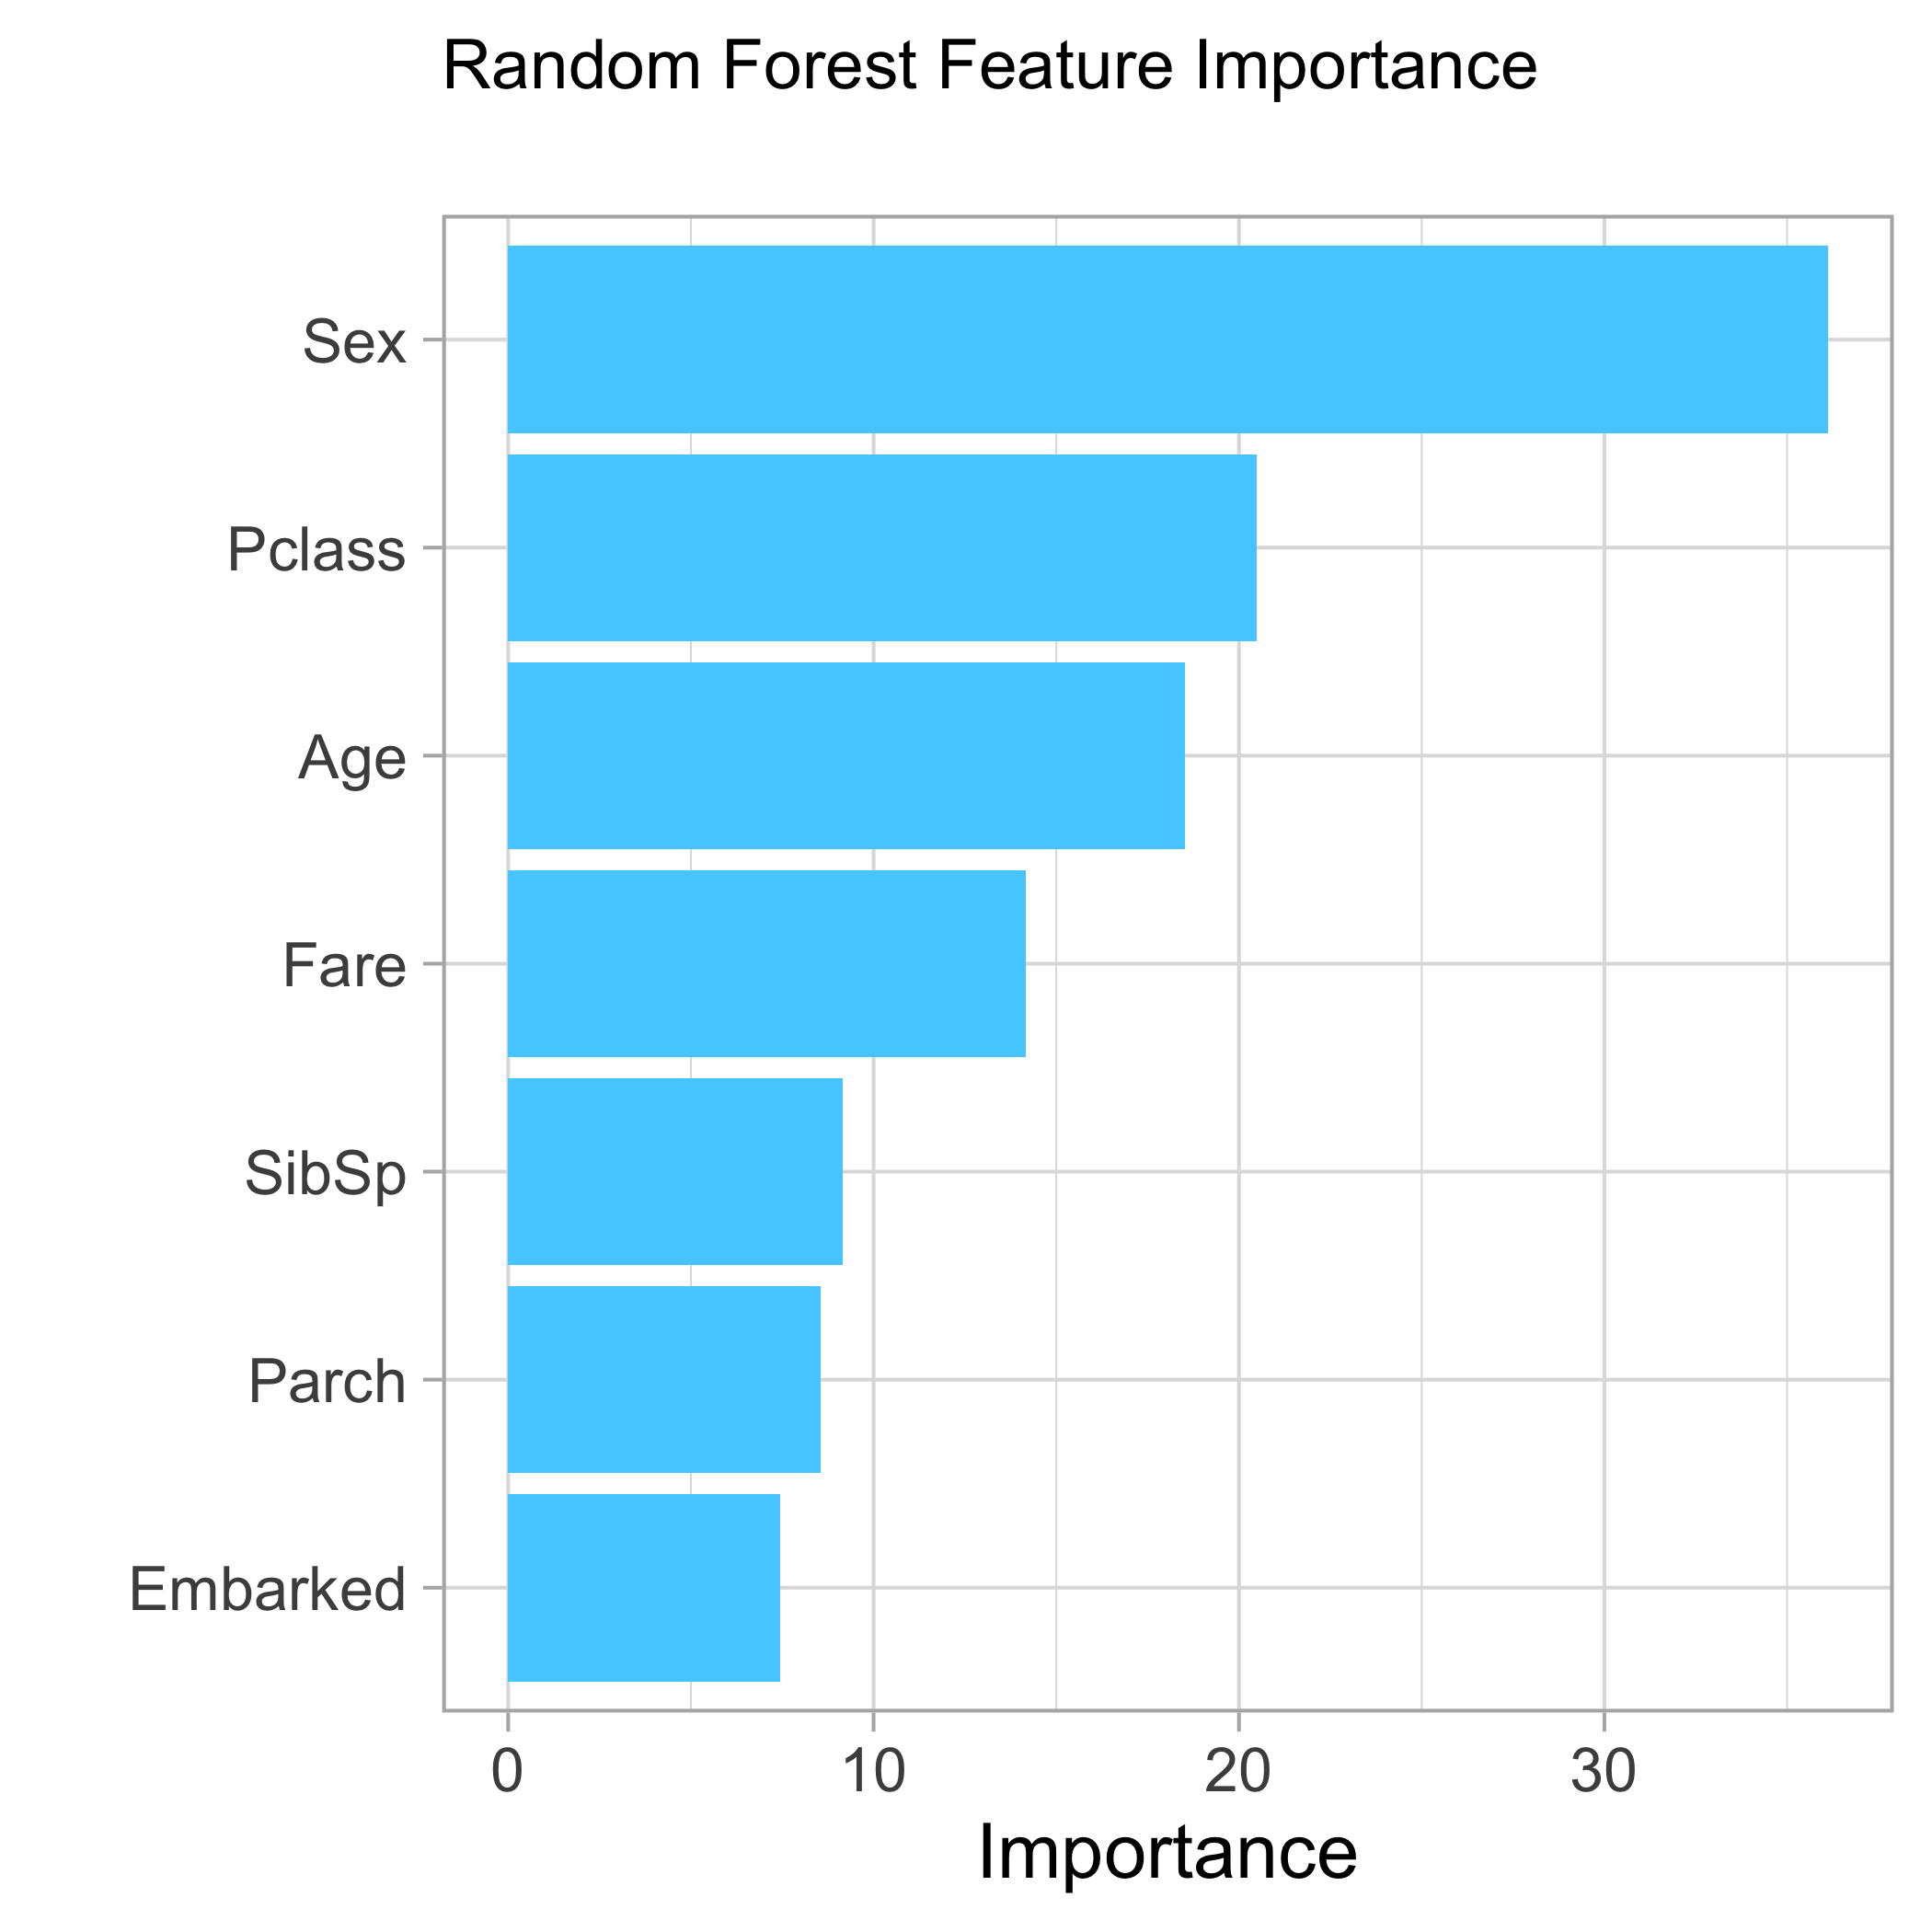 Random Forest Feature Importance
Sex
Pclass
Age
Fare
SibSp
Parch
Embarked
0 10 20 30
Importance